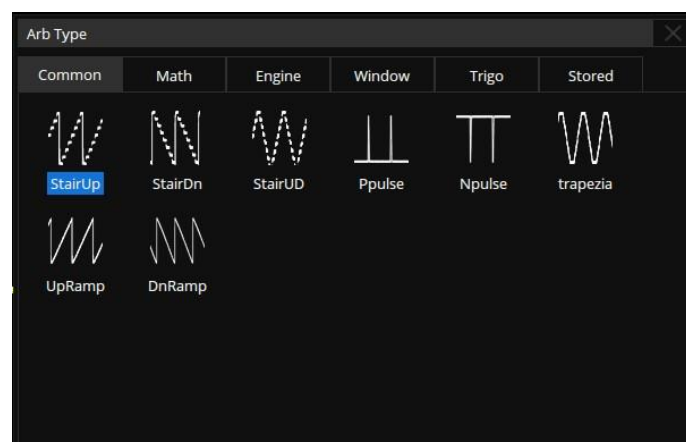 Arb Type
Common Math Engine Window Trigo Stored
StairUp StairDn StairUD Ppulse Npulse trapezia
UpRamp DnRamp